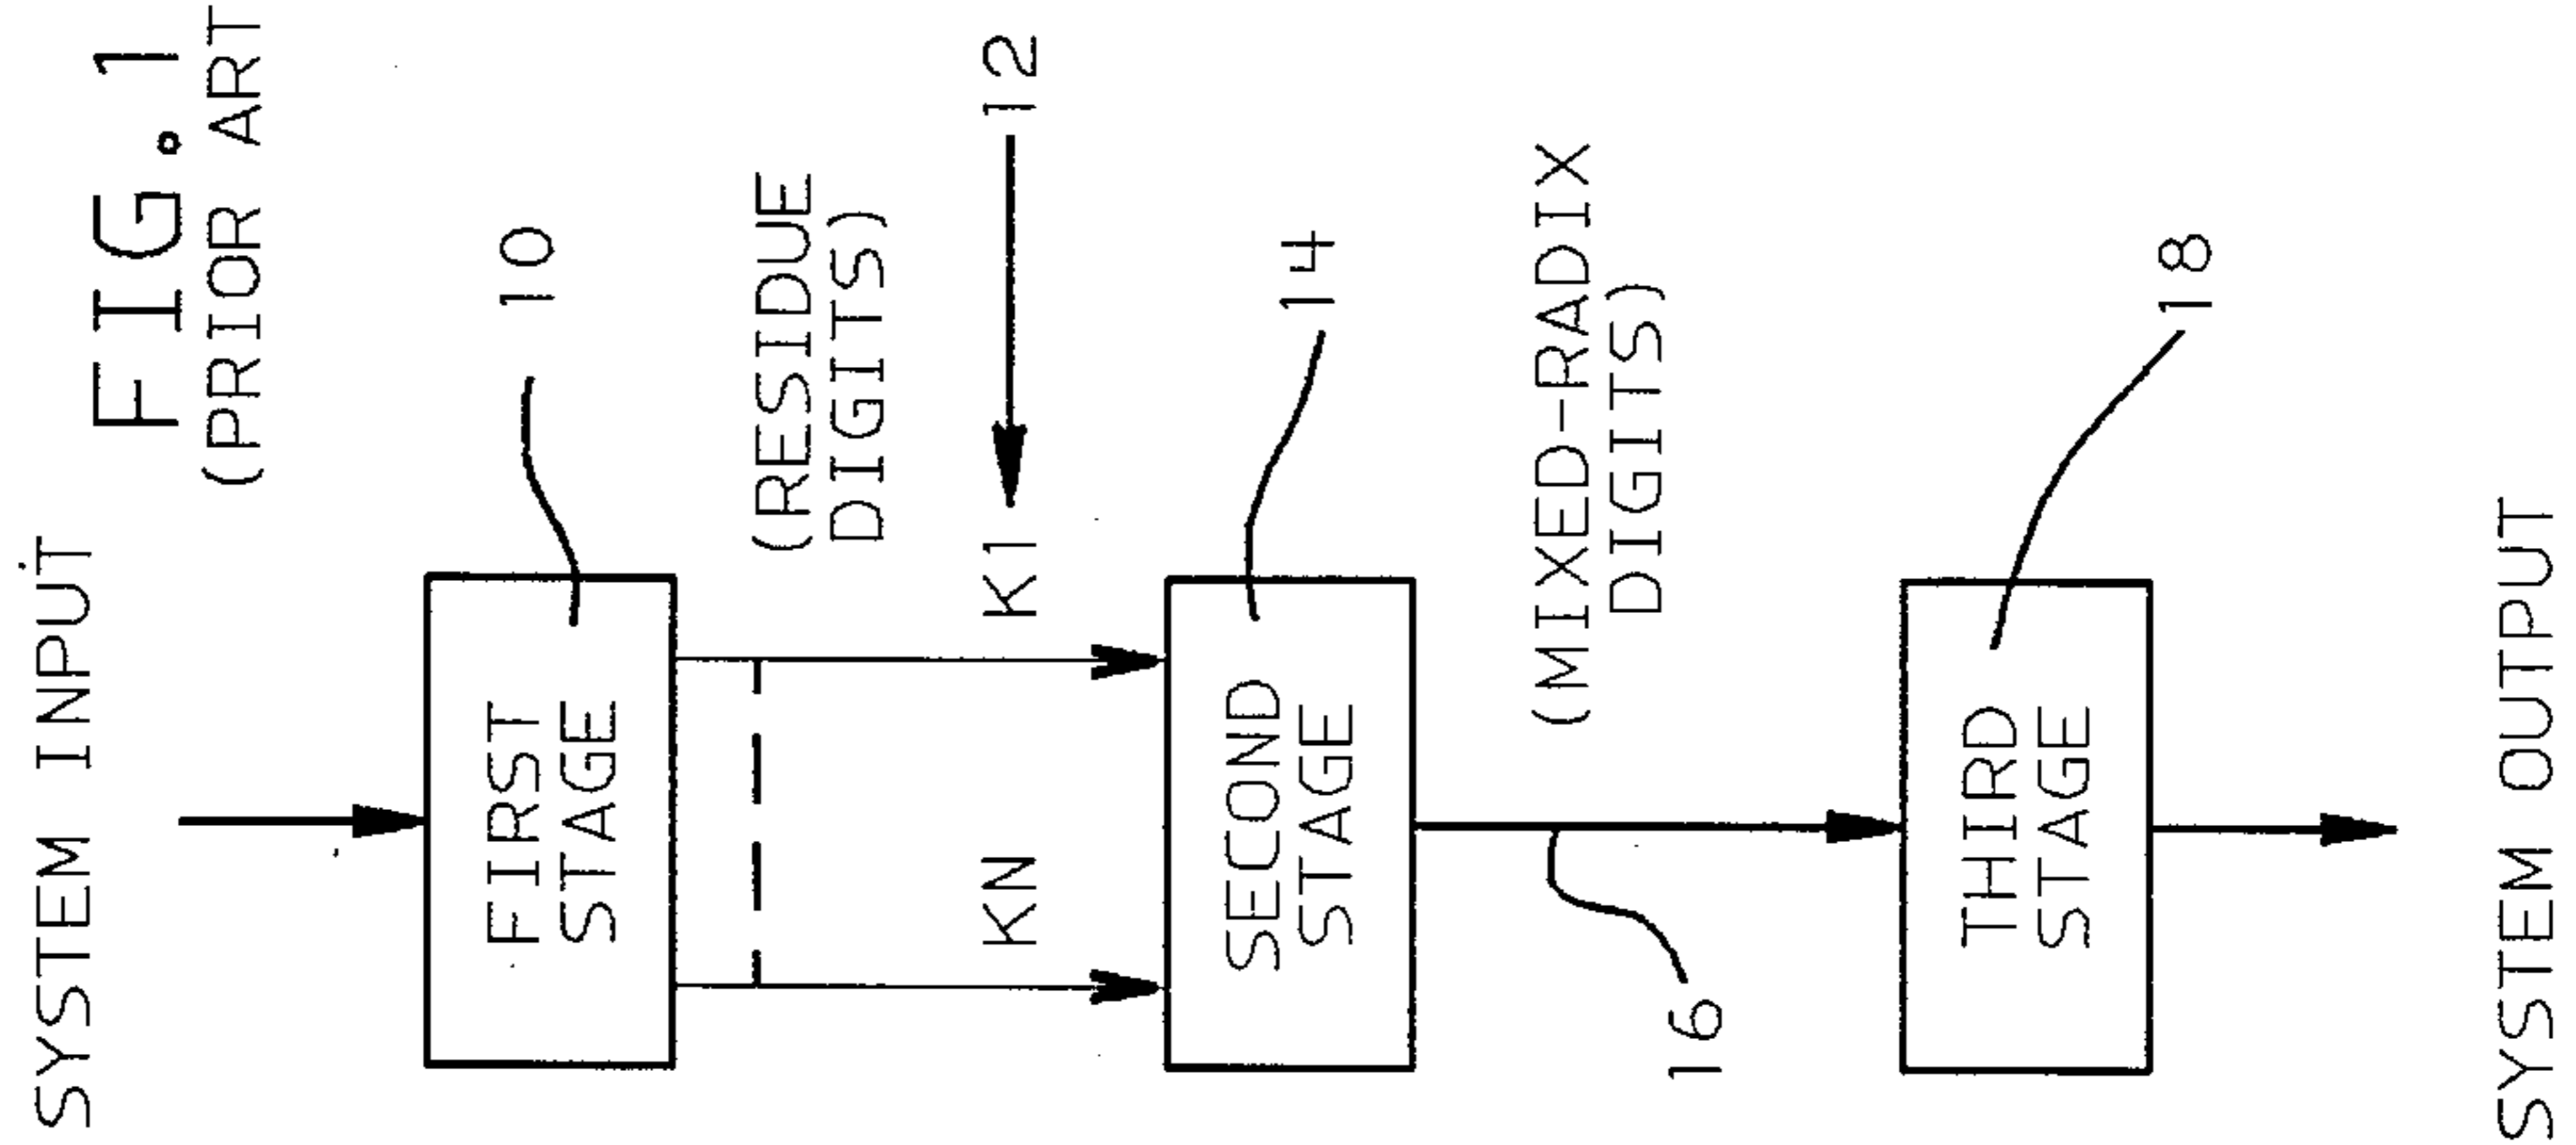 FIG. 1
(PRIOR ART
SYSTEM INPUT
10
FIRST
STAGE
(RESIDUE
DIGITS)
12
K1
KN
14
SECOND
STAGE
(MIXED-RADIX
DIGITS)
16
18
THIRD
STAGE
SYSTEM OUTPUT